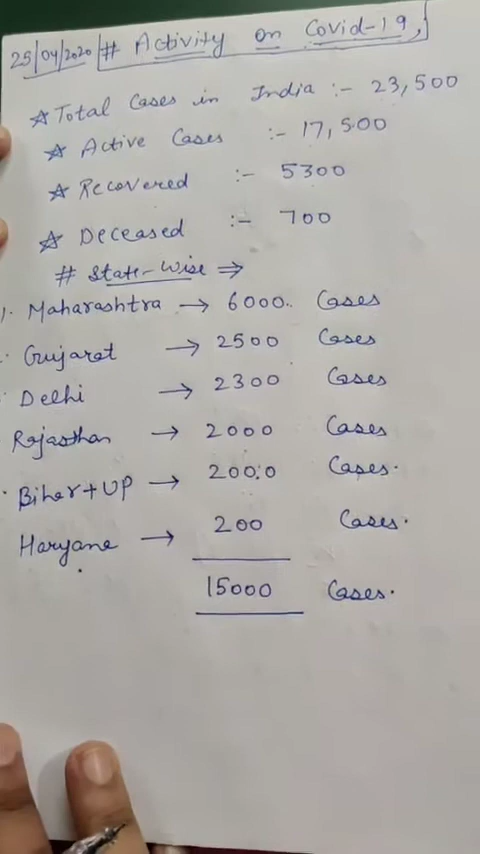 25/04/2020 # Activity on Covid-19,
☆ Total Cases in India :- 23,500
☆ Active Cases :- 17,500
☆ Recovered :- 5300
☆ Deceased :- 700
# State-Wise ⇒
1. Maharashtra → 6000. Cases
. Gujarat → 2500 Cases
. Delhi → 2300 Cases
Rajasthan → 2000 Cases
. Bihar+UP → 2000 Cases.
Haryana → 200 Cases.
15000 Cases.